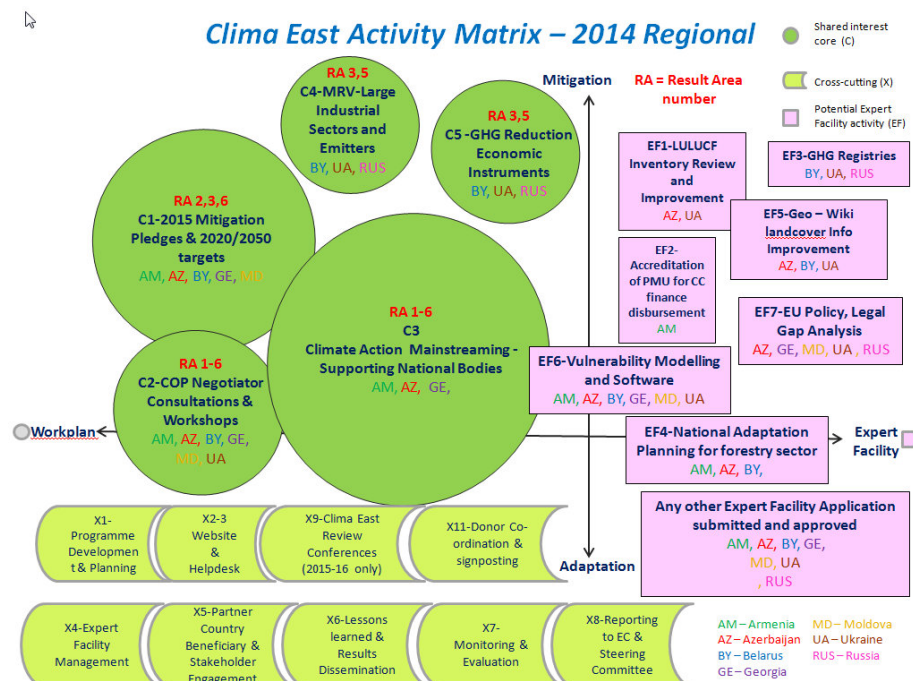 Clima East Activity Matrix – 2014 Regional
Shared interest
core (C)
Cross-cutting (X)
Potential Expert
Facility activity (EF)
Mitigation
RA = Result Area
number
RA 3,5
C4-MRV-Large
Industrial
Sectors and
Emitters
BY, UA, RUS
RA 3,5
C5 -GHG Reduction
Economic
Instruments
BY, UA, RUS
RA 2,3,6
C1-2015 Mitigation
Pledges & 2020/2050
targets
AM, AZ, BY, GE, MD
RA 1-6
C3
Climate Action Mainstreaming -
Supporting National Bodies
AM, AZ, GE,
RA 1-6
C2-COP Negotiator
Consultations &
Workshops
AM, AZ, BY, GE,
MD, UA
EF1-LULUCF
Inventory Review
and
Improvement
AZ, UA
EF3-GHG Registries
BY, UA, RUS
EF5-Geo – Wiki
landcover Info
Improvement
AZ, BY, UA
EF2-
Accreditation
of PMU for CC
finance
disbursement
AM
EF7-EU Policy, Legal
Gap Analysis
AZ, GE, MD, UA , RUS
EF6-Vulnerability Modelling
and Software
AM, AZ, BY, GE, MD, UA
EF4-National Adaptation
Planning for forestry sector
AM, AZ, BY,
Workplan
Expert
Facility
Any other Expert Facility Application
submitted and approved
AM, AZ, BY, GE,
MD, UA
, RUS
Adaptation
X1-
Programme
Developmen
t & Planning
X2-3
Website
&
Helpdesk
X9-Clima East
Review
Conferences
(2015-16 only)
X11-Donor Co-
ordination &
signposting
X4-Expert
Facility
Management
X5-Partner
Country
Beneficiary &
Stakeholder
Engagement
X6-Lessons
learned &
Results
Dissemination
X7-
Monitoring &
Evaluation
X8-Reporting
to EC &
Steering
Committee
AM – Armenia
AZ – Azerbaijan
BY – Belarus
GE – Georgia
MD – Moldova
UA – Ukraine
RUS – Russia